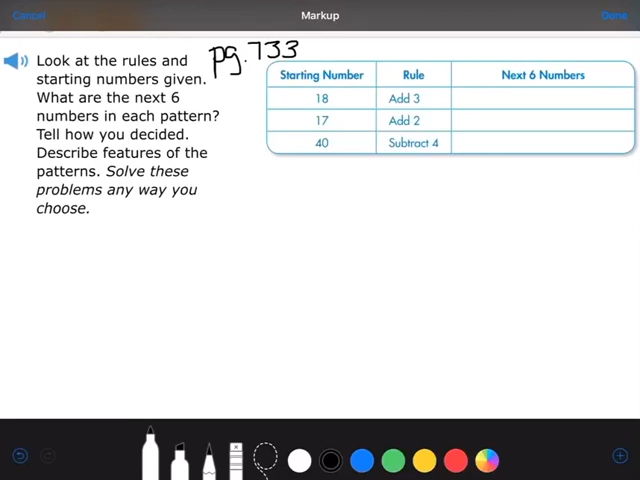 Cancel
Markup
Done
Look at the rules and
starting numbers given.
What are the next 6
numbers in each pattern?
Tell how you decided.
Describe features of the
patterns. Solve these
problems any way you
choose.
pg.733
Starting Number Rule Next 6 Numbers
18 Add 3
17 Add 2
40 Subtract 4